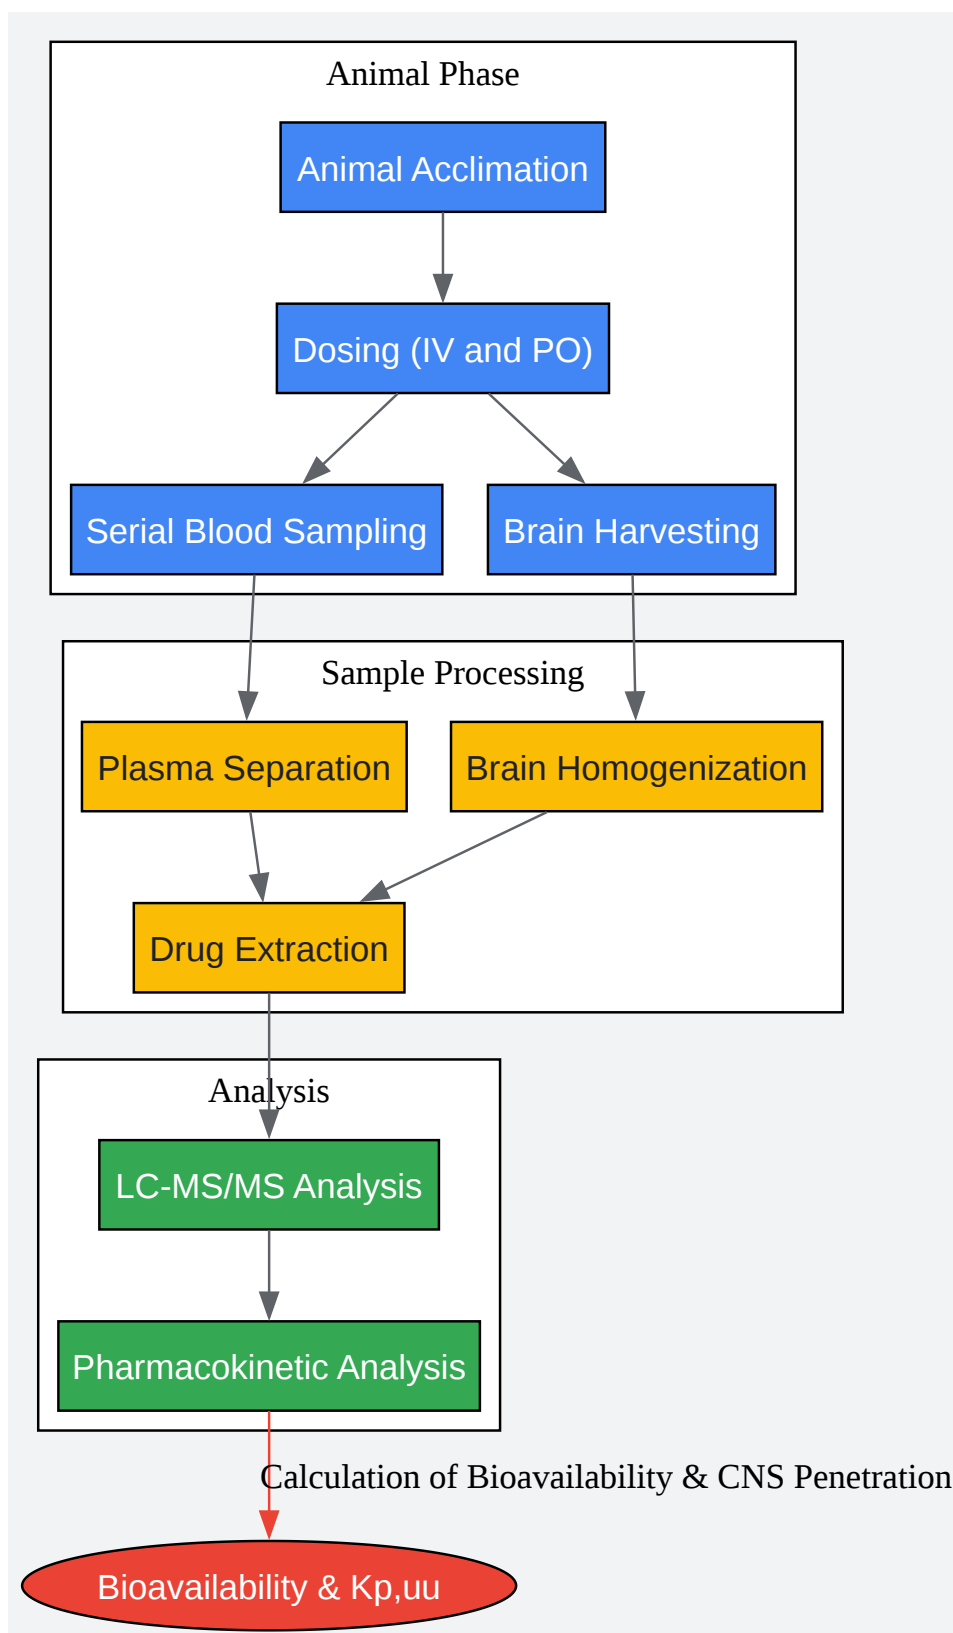 Animal Phase
Animal Acclimation
Dosing (IV and PO)
Serial Blood Sampling
Brain Harvesting
Sample Processing
Plasma Separation
Brain Homogenization
Drug Extraction
Analysis
LC-MS/MS Analysis
Pharmacokinetic Analysis
Calculation of Bioavailability & CNS Penetration
Bioavailability & Kp,uu